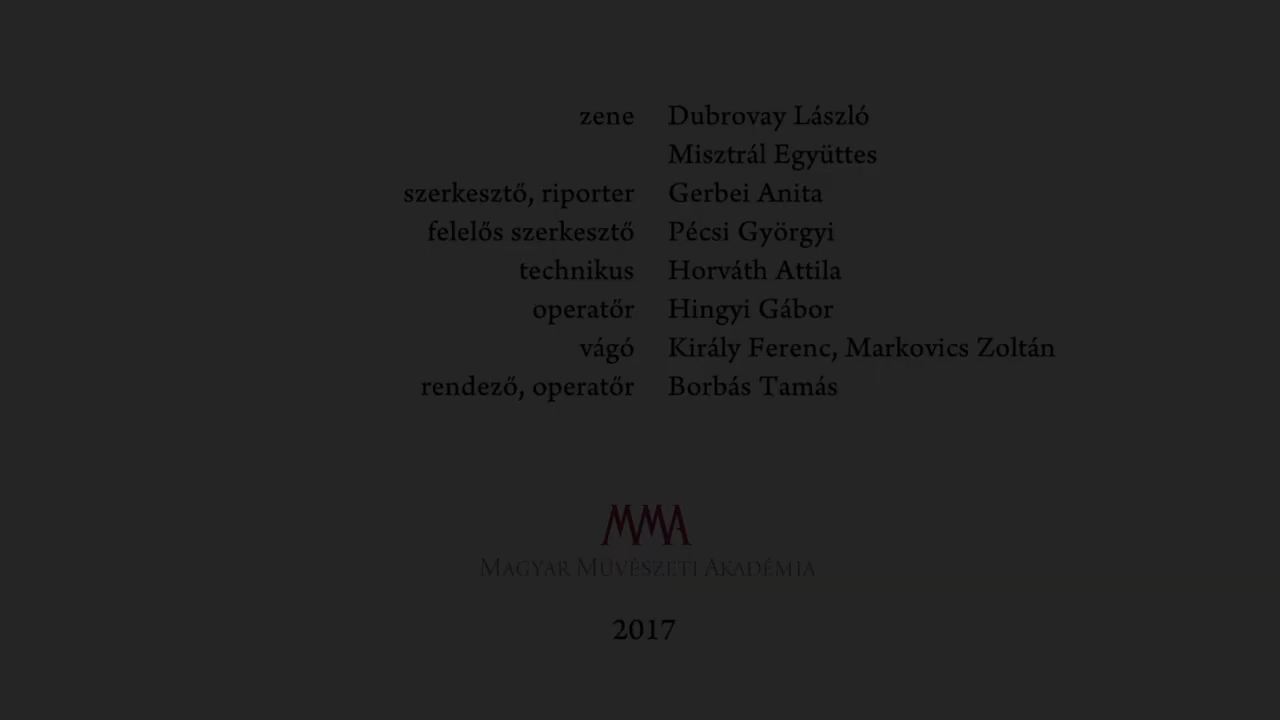 zene Dubrovay László
Misztrál Együttes
szerkesztő, riporter Gerbei Anita
felelős szerkesztő Pécsi Györgyi
technikus Horváth Attila
operatőr Hingyi Gábor
vágó Király Ferenc, Markovics Zoltán
rendező, operatőr Borbás Tamás
MMA
MAGYAR MŰVÉSZETI AKADÉMIA
2017